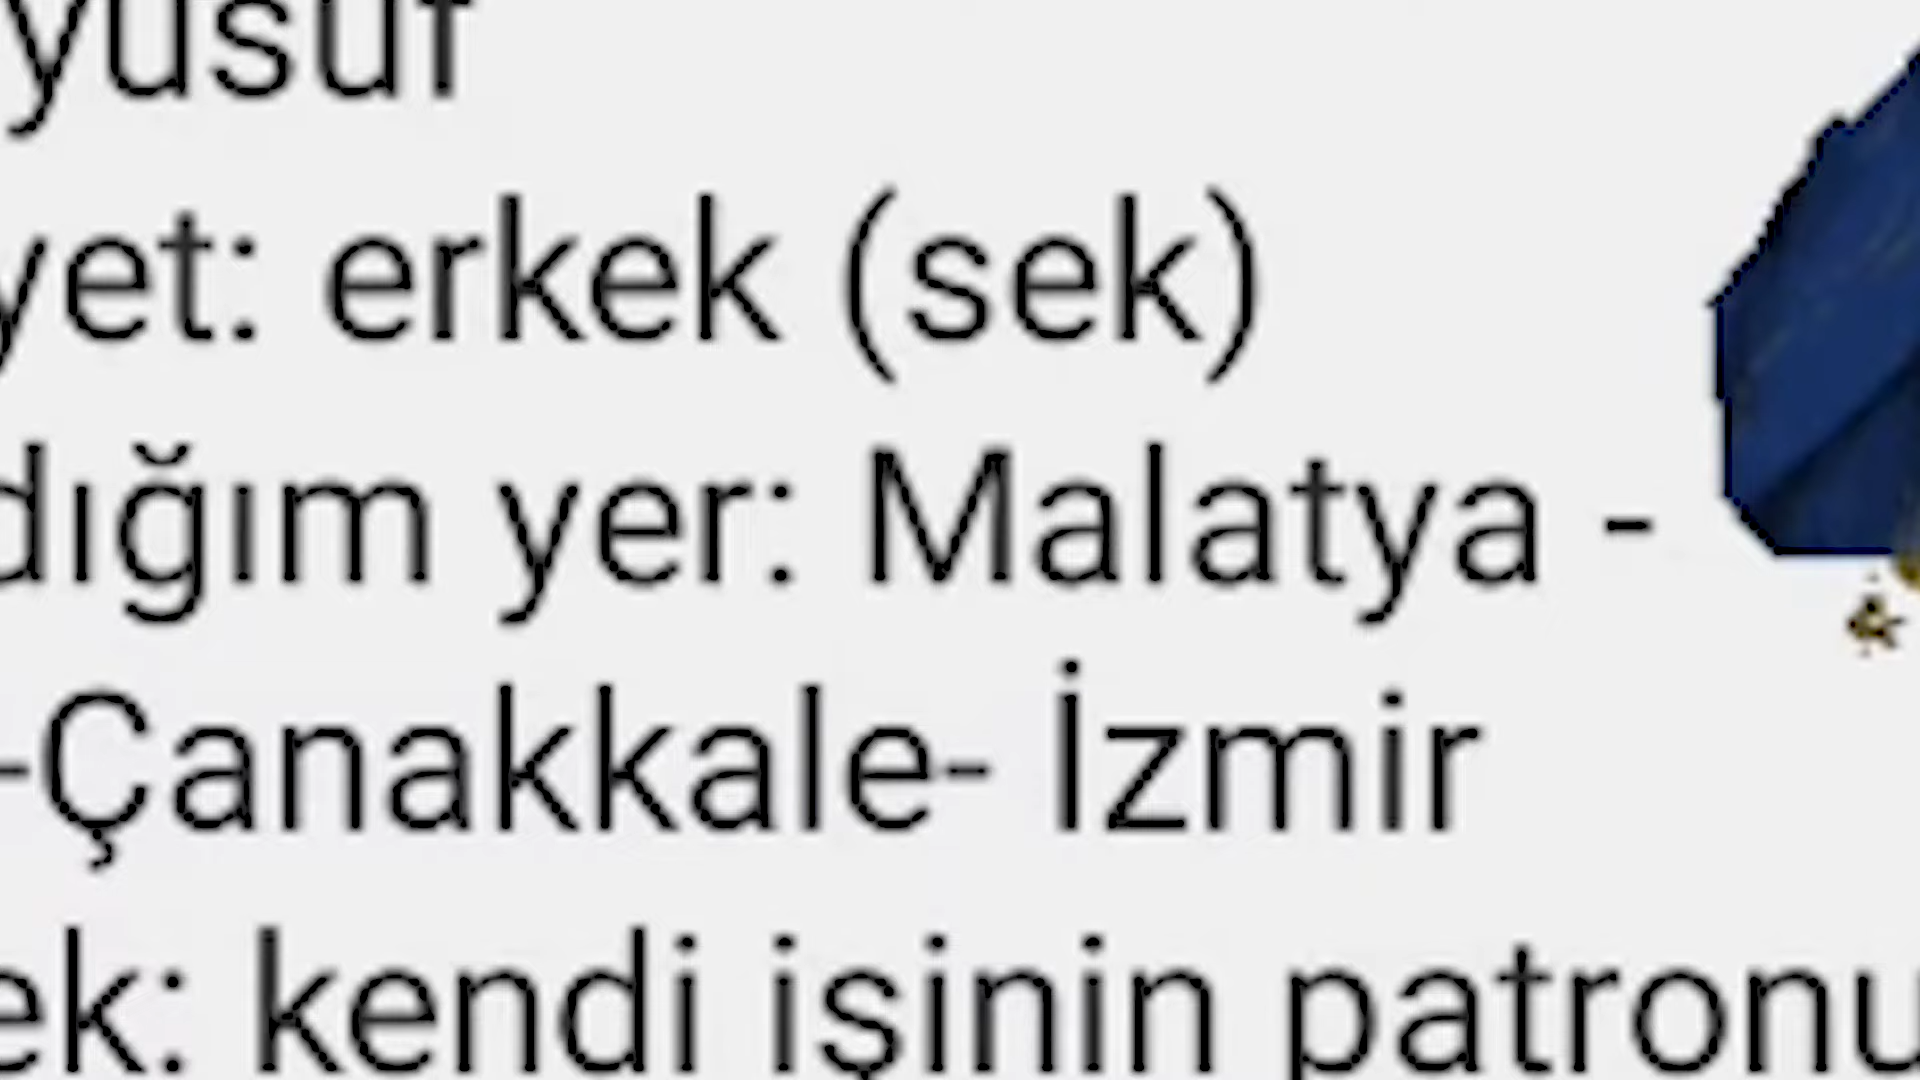 yusuf
yet: erkek (sek)
dığım yer: Malatya -
-Çanakkale- İzmir
ek: kendi işinin patronu